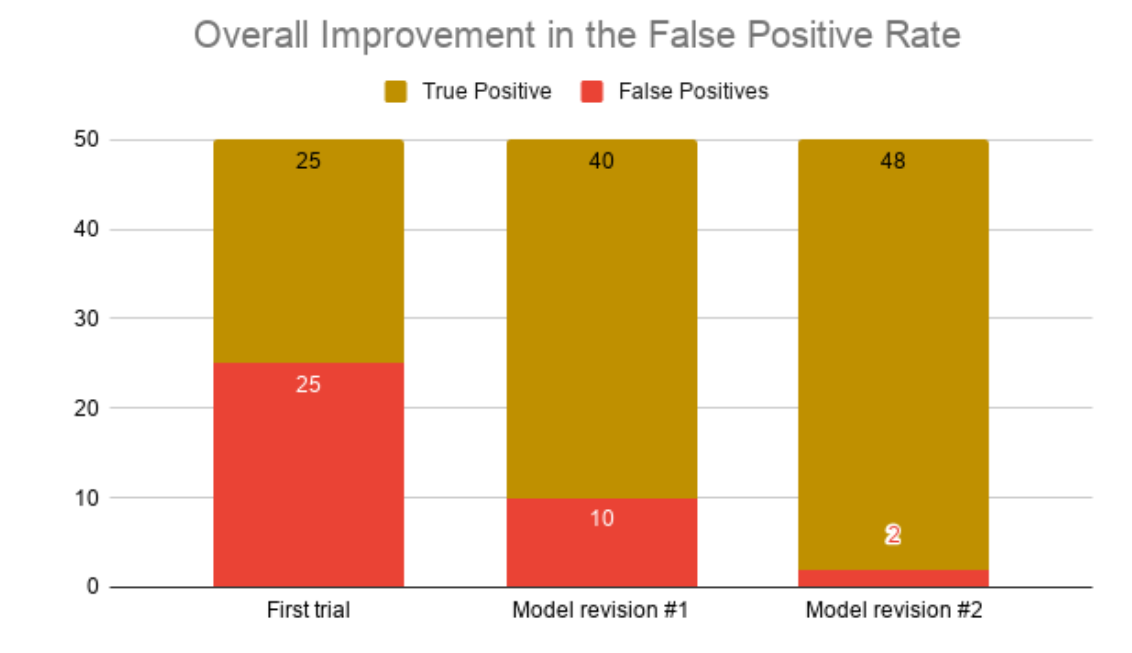 Overall Improvement in the False Positive Rate
True Positive False Positives
50
25 40 48
40
30
25
20
10
10 2
0
First trial Model revision #1 Model revision #2